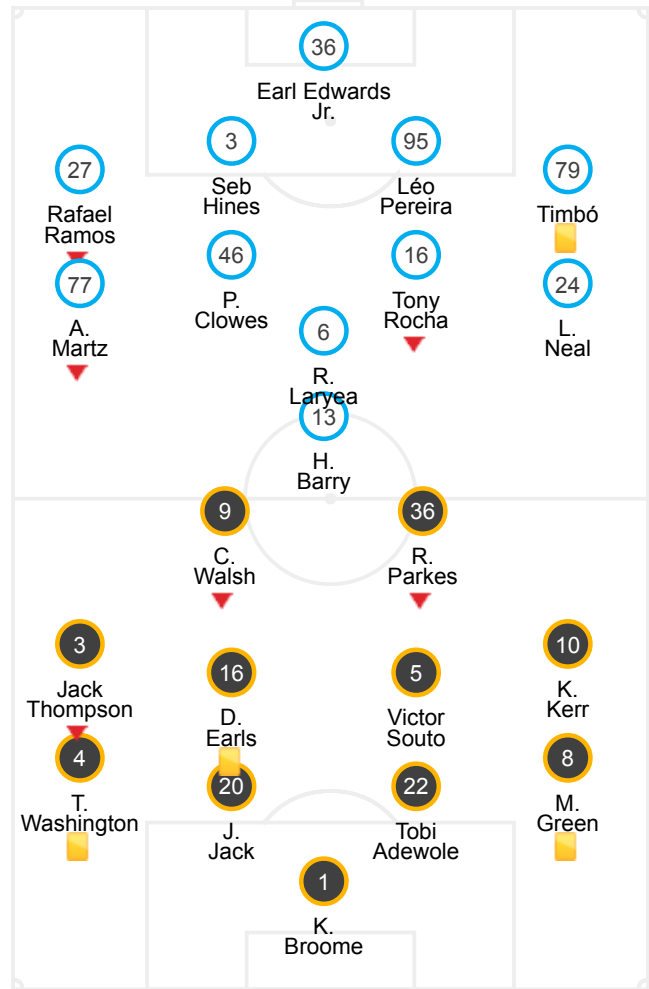 36
Earl Edwards
Jr.
3
Seb
Hines
95
Léo
Pereira
27
Rafael
Ramos
79
Timbó
46
P.
Clowes
16
Tony
Rocha
77
A.
Martz
24
L.
Neal
6
R.
Laryea
13
H.
Barry
9
C.
Walsh
36
R.
Parkes
3
Jack
Thompson
16
D.
Earls
5
Victor
Souto
10
K.
Kerr
4
T.
Washington
20
J.
Jack
22
Tobi
Adewole
8
M.
Green
1
K.
Broome